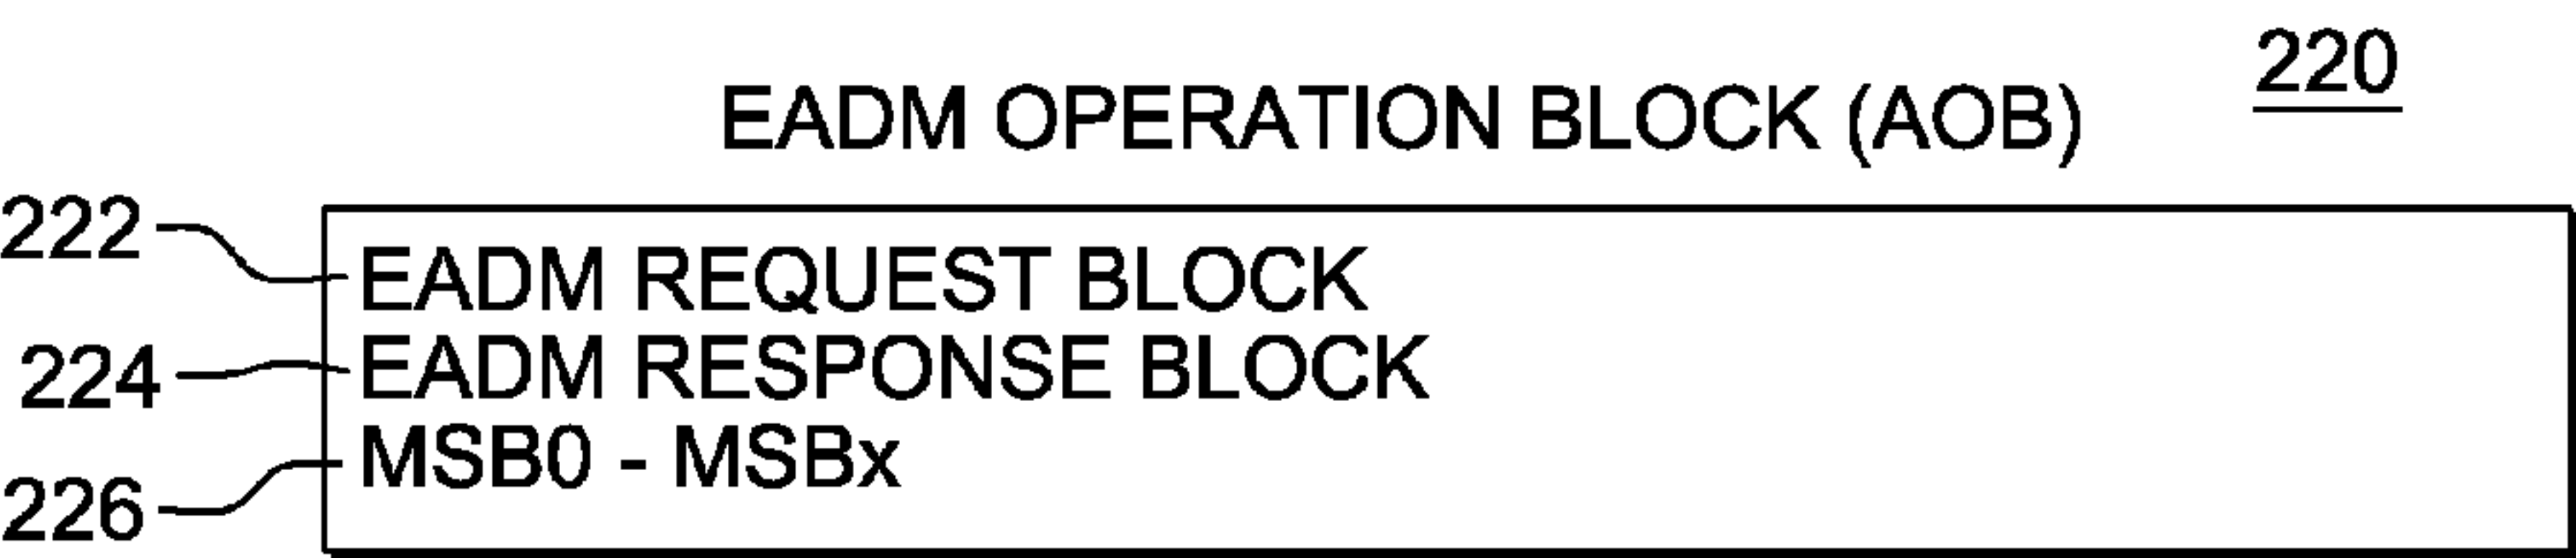 220
EADM OPERATION BLOCK (AOB)
222 EADM REQUEST BLOCK
224 EADM RESPONSE BLOCK
226 MSB0 - MSBx